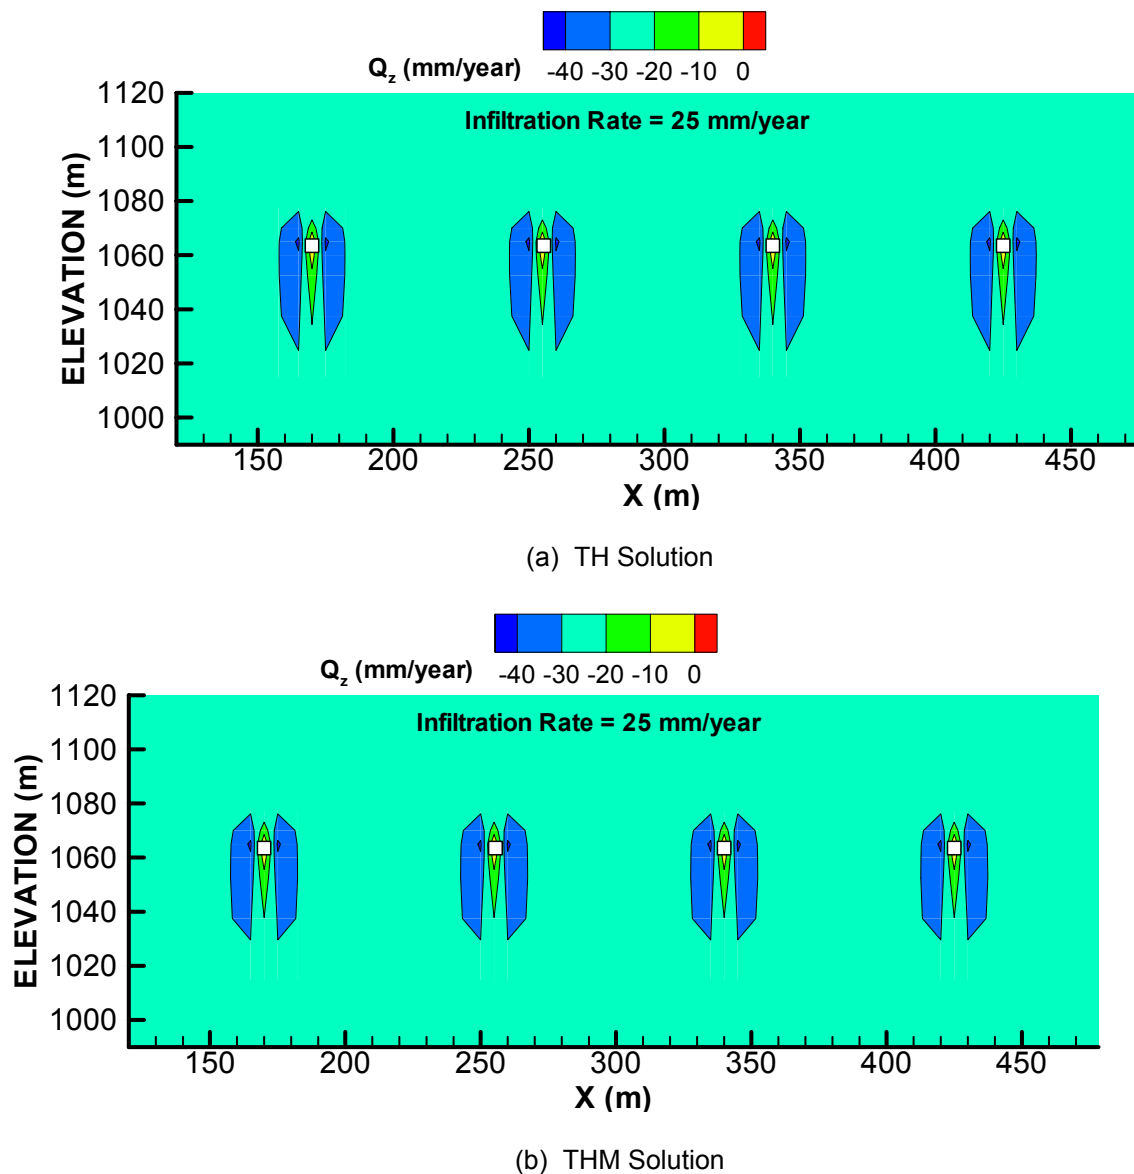 Qz (mm/year) -40 -30 -20 -10 0
Infiltration Rate = 25 mm/year
1120
1100
1080
1060
1040
1020
1000
ELEVATION (m)
150 200 250 300 350 400 450
X (m)
(a) TH Solution
Qz (mm/year) -40 -30 -20 -10 0
Infiltration Rate = 25 mm/year
1120
1100
1080
1060
1040
1020
1000
ELEVATION (m)
150 200 250 300 350 400 450
X (m)
(b) THM Solution